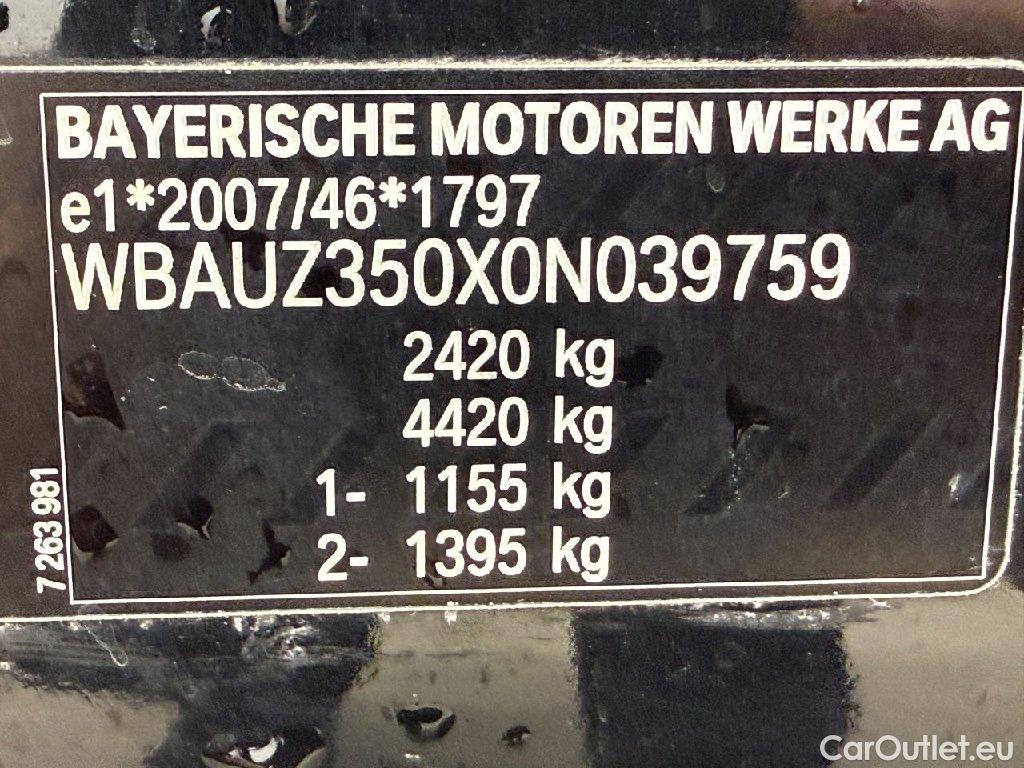 BAYERISCHE MOTOREN WERKE AG
e1*2007/46*1797
WBAUZ350X0N039759
2420 kg
4420 kg
1- 1155 kg
2- 1395 kg
7 263 981
CarOutlet.eu